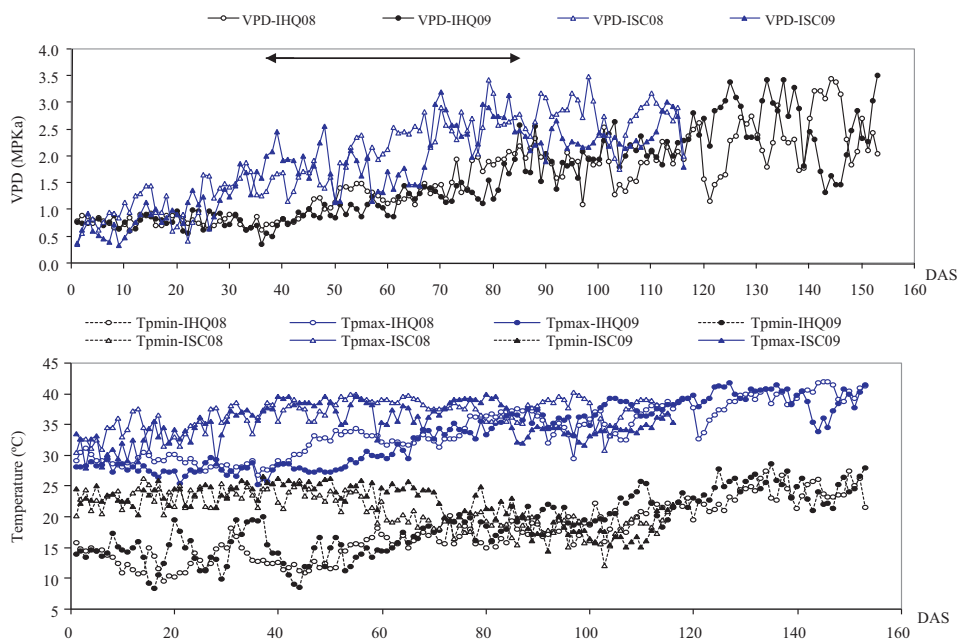 VPD-IHQ08 VPD-IHQ09 VPD-ISC08 VPD-ISC09
4.0
3.5
3.0
2.5
2.0
1.5
1.0
0.5
0.0
VPD (MPKa)
0 10 20 30 40 50 60 70 80 90 100 110 120 130 140 150 160
DAS
Tpmin-IHQ08 Tpmax-IHQ08 Tpmax-IHQ09 Tpmin-IHQ09
Tpmin-ISC08 Tpmax-ISC08 Tpmin-ISC09 Tpmax-ISC09
45
40
35
30
25
20
15
10
5
Temperature (°C)
0 20 40 60 80 100 120 140 160
DAS